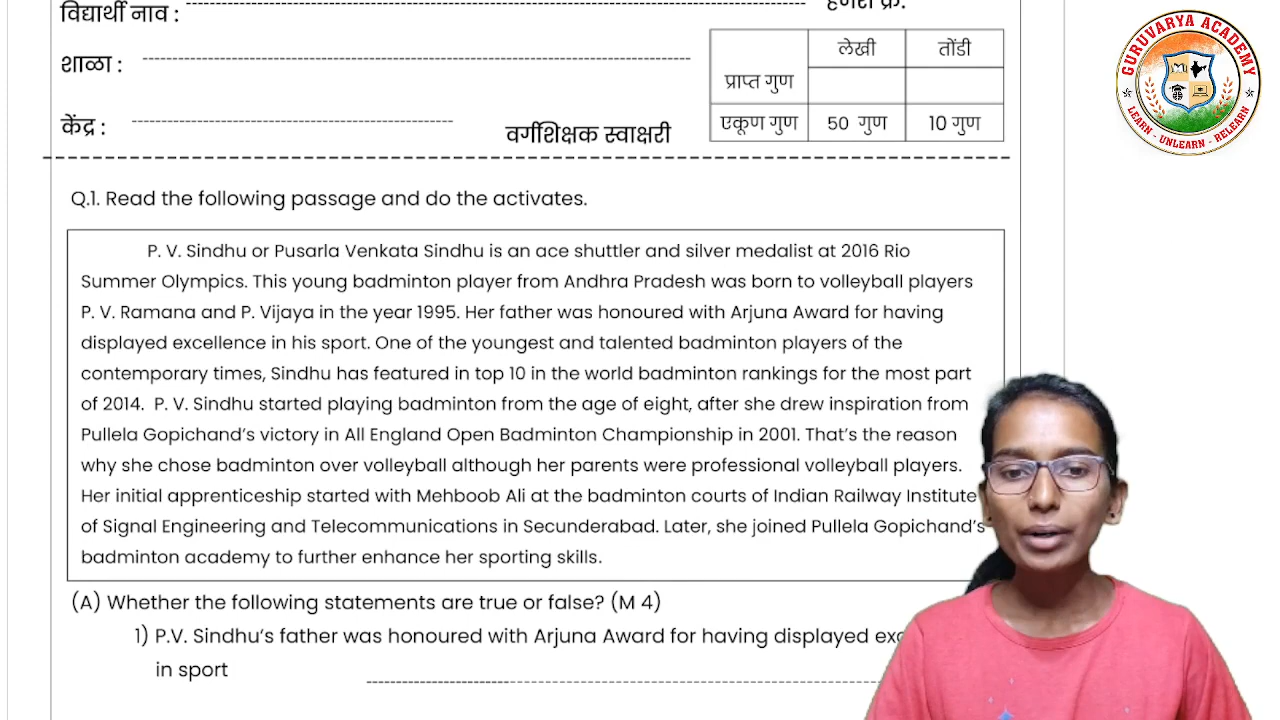 विद्यार्थी नाव :
शाळा :
केंद्र :
वर्गशिक्षक स्वाक्षरी
लेखी तोंडी
प्राप्त गुण
एकूण गुण 50 गुण 10 गुण
GURUVARYA ACADEMY
LEARN - UNLEARN - RELEARN
Q.1. Read the following passage and do the activates.
P. V. Sindhu or Pusarla Venkata Sindhu is an ace shuttler and silver medalist at 2016 Rio
Summer Olympics. This young badminton player from Andhra Pradesh was born to volleyball players
P. V. Ramana and P. Vijaya in the year 1995. Her father was honoured with Arjuna Award for having
displayed excellence in his sport. One of the youngest and talented badminton players of the
contemporary times, Sindhu has featured in top 10 in the world badminton rankings for the most part
of 2014. P. V. Sindhu started playing badminton from the age of eight, after she drew inspiration from
Pullela Gopichand's victory in All England Open Badminton Championship in 2001. That's the reason
why she chose badminton over volleyball although her parents were professional volleyball players.
Her initial apprenticeship started with Mehboob Ali at the badminton courts of Indian Railway Institute
of Signal Engineering and Telecommunications in Secunderabad. Later, she joined Pullela Gopichand's
badminton academy to further enhance her sporting skills.
(A) Whether the following statements are true or false? (M 4)
1) P.V. Sindhu's father was honoured with Arjuna Award for having displayed
in sport